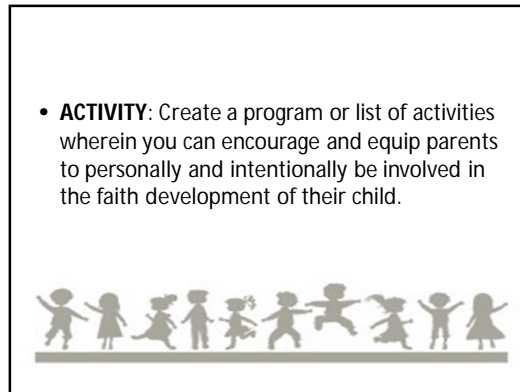 • ACTIVITY: Create a program or list of activities
wherein you can encourage and equip parents
to personally and intentionally be involved in
the faith development of their child.